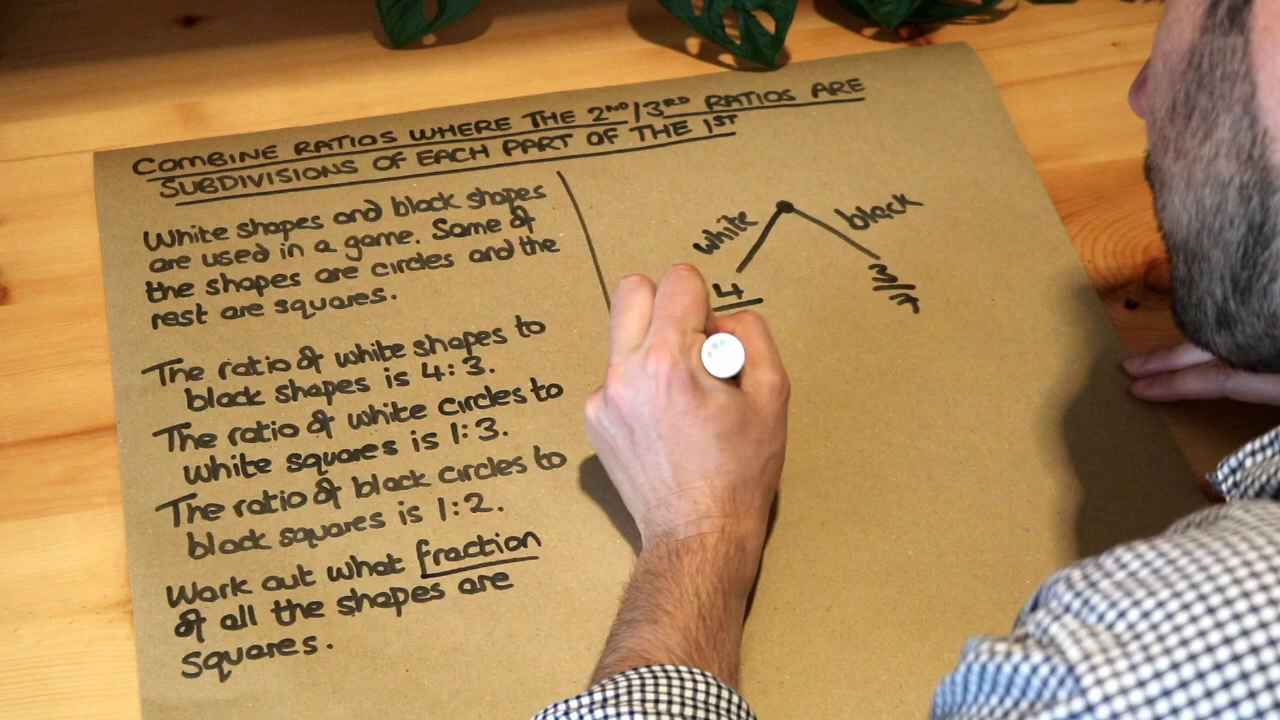 COMBINE RATIOS WHERE THE 2ND/3RD RATIOS ARE
SUBDIVISIONS OF EACH PART OF THE 1ST
White shapes and black shapes
are used in a game. Some of
the shapes are circles and the
rest are squares.
The ratio of white shapes to
black shapes is 4:3.
The ratio of white circles to
white squares is 1:3.
The ratio of black circles to
black squares is 1:2.
Work out what fraction
of all the shapes are
squares.
white
black
4
3/7